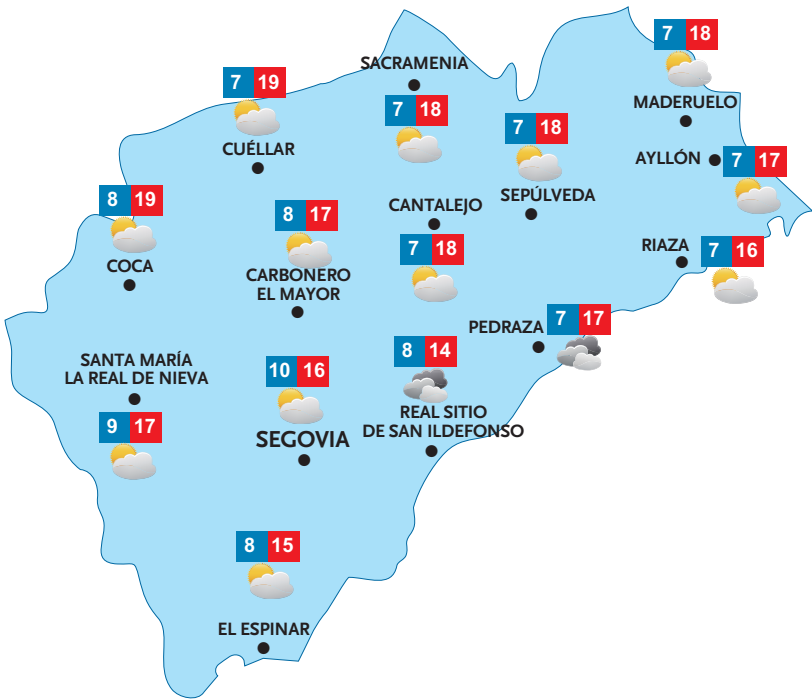 7 18
MADERUELO
SACRAMENIA
7 18
7 19
CUÉLLAR
7 18
SEPÚLVEDA
AYLLÓN
7 17
8 19
COCA
8 17
CARBONERO
EL MAYOR
CANTALEJO
7 18
RIAZA
7 16
PEDRAZA
7 17
SANTA MARÍA
LA REAL DE NIEVA
9 17
10 16
SEGOVIA
8 14
REAL SITIO
DE SAN ILDEFONSO
8 15
EL ESPINAR